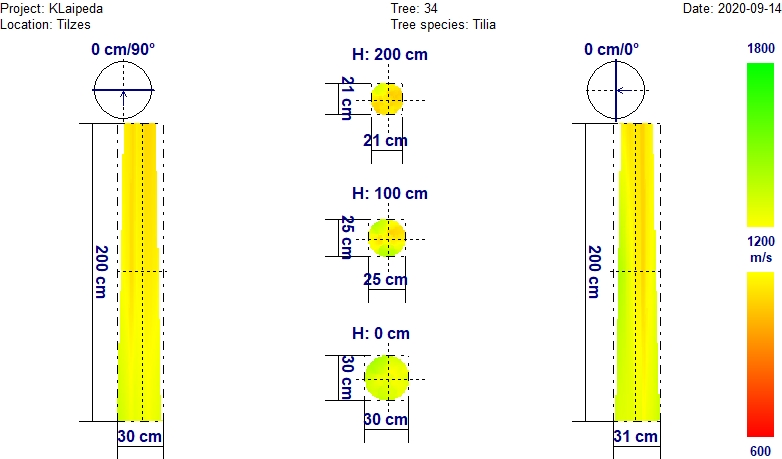 Project: KLaipeda Tree: 34 Date: 2020-09-14
Location: Tilzes Tree species: Tilia
0 cm/90°
200 cm
30 cm
H: 200 cm
21 cm
21 cm
H: 100 cm
25 cm
25 cm
H: 0 cm
30 cm
30 cm
0 cm/0°
200 cm
31 cm
1800
1200
m/s
600